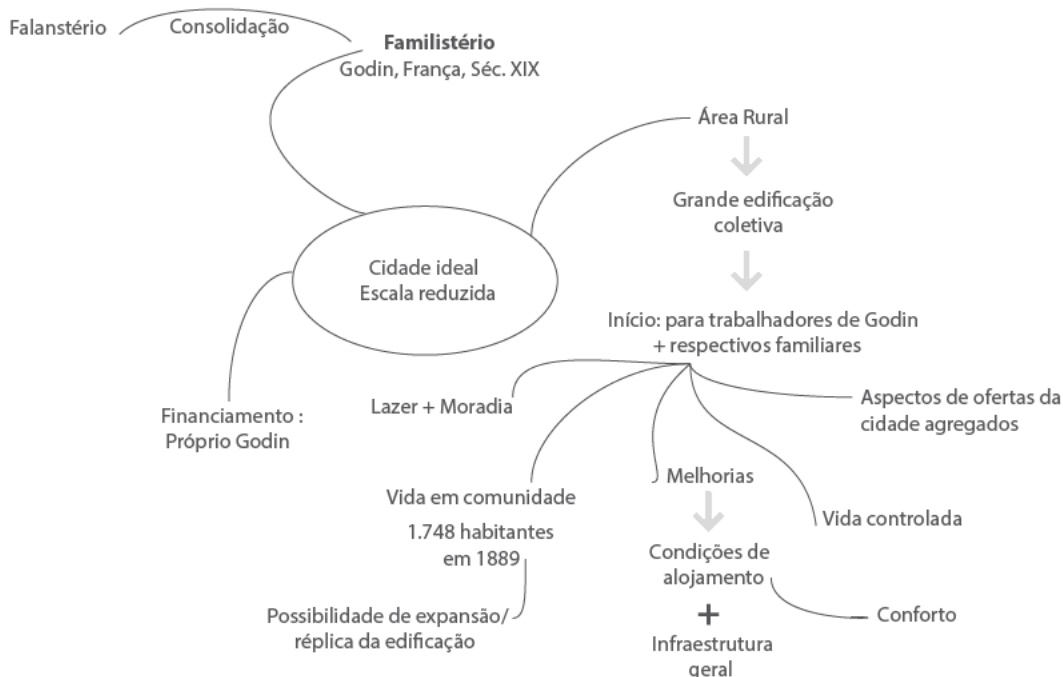 Falanstério
Consolidação
Familistério
Godin, França, Séc. XIX
Área Rural
Grande edificação
coletiva
Cidade ideal
Escala reduzida
Início: para trabalhadores de Godin
+ respectivos familiares
Financiamento :
Próprio Godin
Lazer + Moradia
Aspectos de ofertas da
cidade agregados
Vida em comunidade
1.748 habitantes
em 1889
Melhorias
Vida controlada
Condições de
alojamento
Possibilidade de expansão/
réplica da edificação
+
Conforto
Infraestrutura
geral